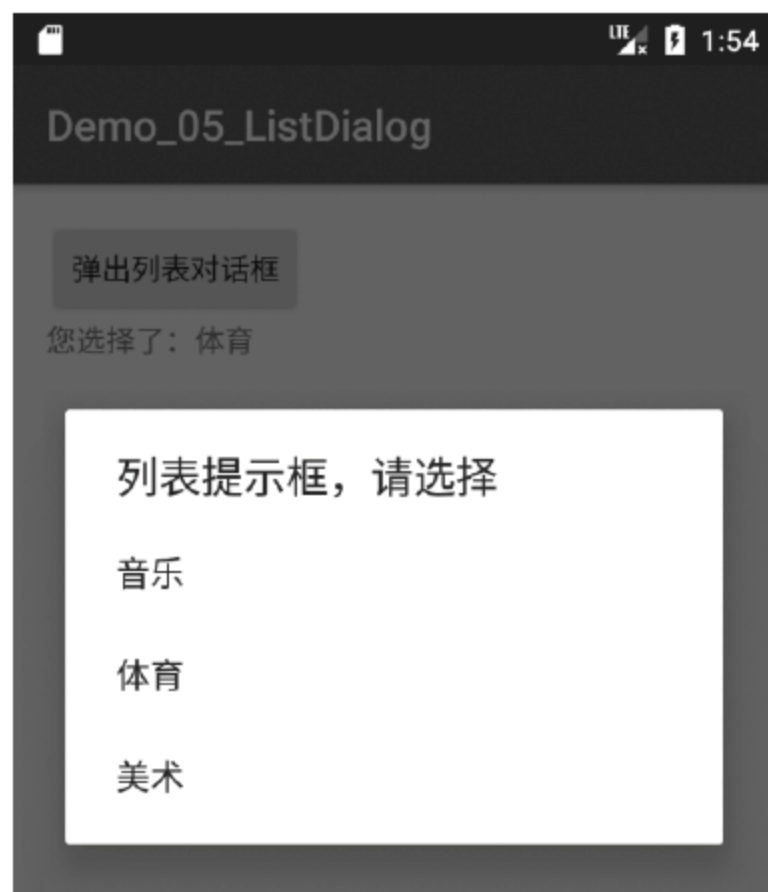 LTE 1:54
Demo_05_ListDialog
弹出列表对话框
您选择了：体育
列表提示框，请选择
音乐
体育
美术